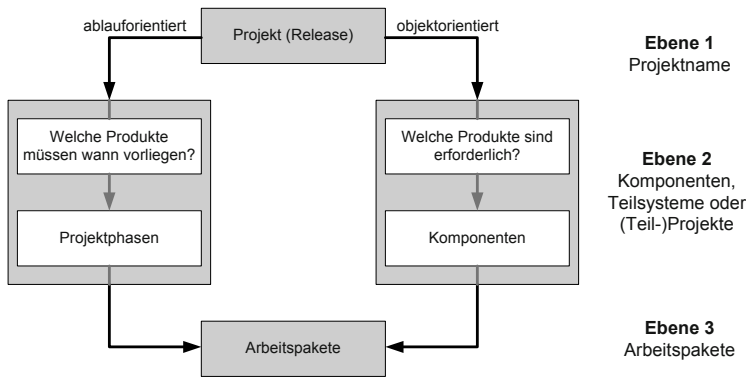 ablauforientiert
Projekt (Release)
objektorientiert
Ebene 1
Projektname
Welche Produkte
müssen wann vorliegen?
Welche Produkte sind
erforderlich?
Ebene 2
Komponenten,
Teilsysteme oder
(Teil-)Projekte
Projektphasen
Komponenten
Arbeitspakete
Ebene 3
Arbeitspakete